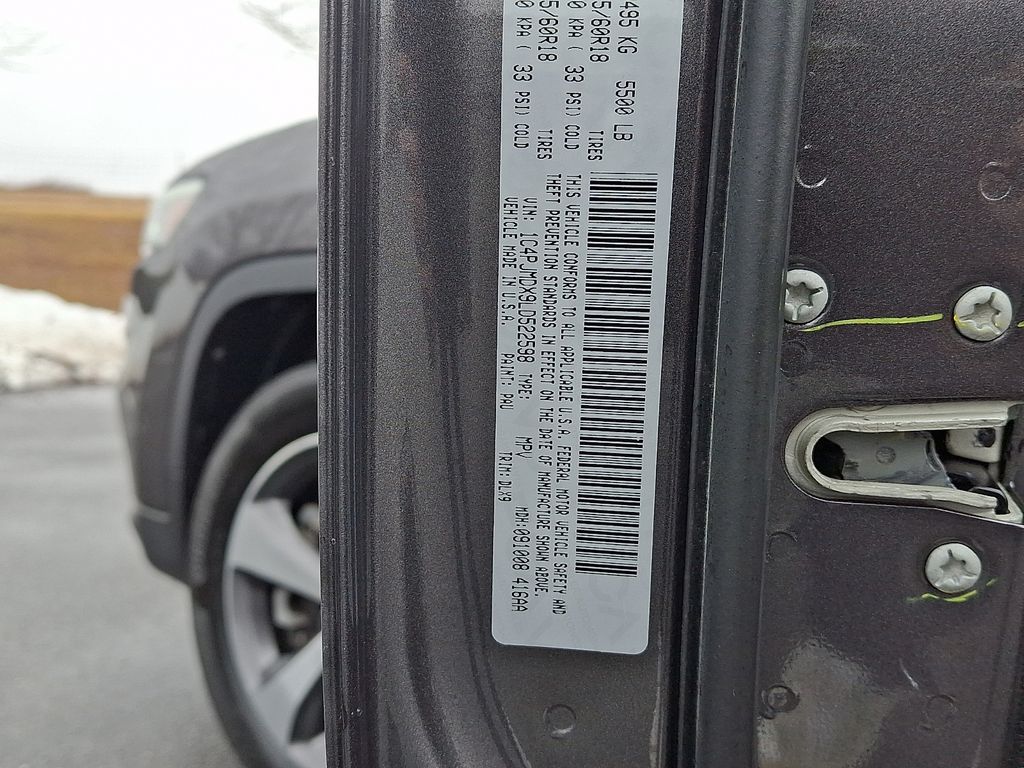 495 KG 5500 LB
5/60R18 TIRES
0 KPA ( 33 PSI) COLD
5/60R18 TIRES
0 KPA ( 33 PSI) COLD
THIS VEHICLE CONFORMS TO ALL APPLICABLE U.S.A. FEDERAL MOTOR VEHICLE SAFETY AND
THEFT PREVENTION STANDARDS IN EFFECT ON THE DATE OF MANUFACTURE SHOWN ABOVE.
VIN: 1C4PJMDX9LD522598 TYPE: MPV MDH:091008 416AA
VEHICLE MADE IN U.S.A. PAINT: PAU TRIM: DLX9